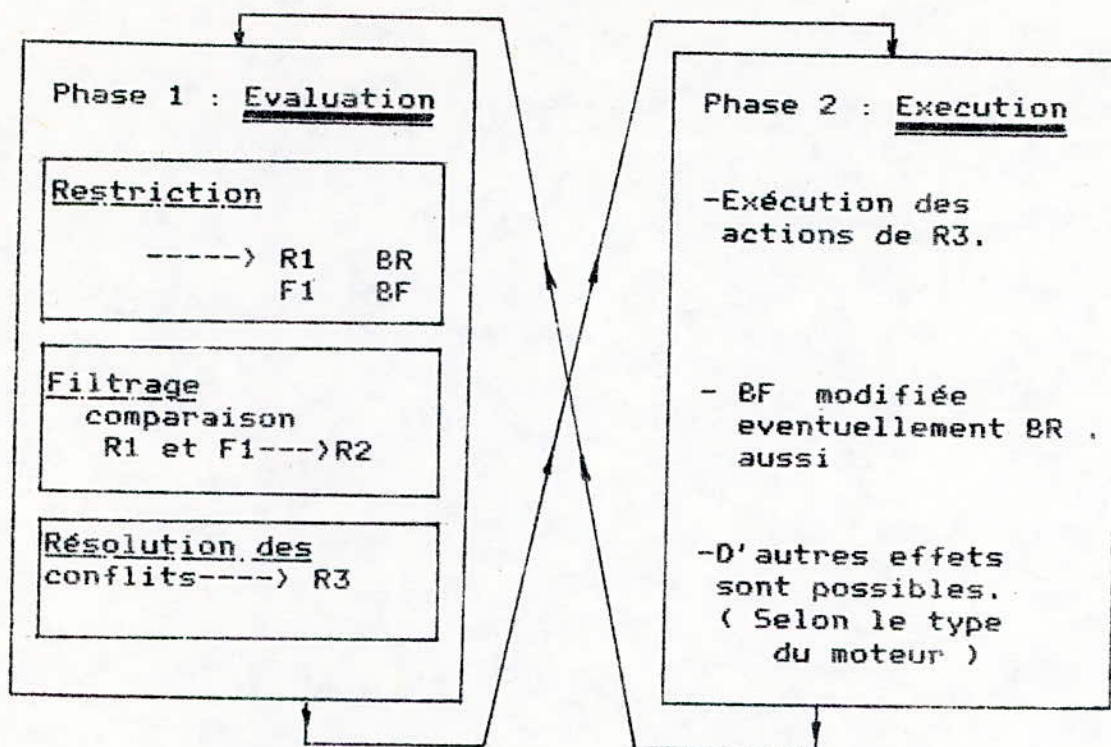 Phase 1 : Evaluation
Restriction
-----> R1 BR
F1 BF
Filtrage
comparaison
R1 et F1--->R2
Résolution des
conflits----> R3
Phase 2 : Execution
-Exécution des
actions de R3.
- BF modifiée
eventuellement BR .
aussi
-D'autres effets
sont possibles.
( Selon le type
du moteur )